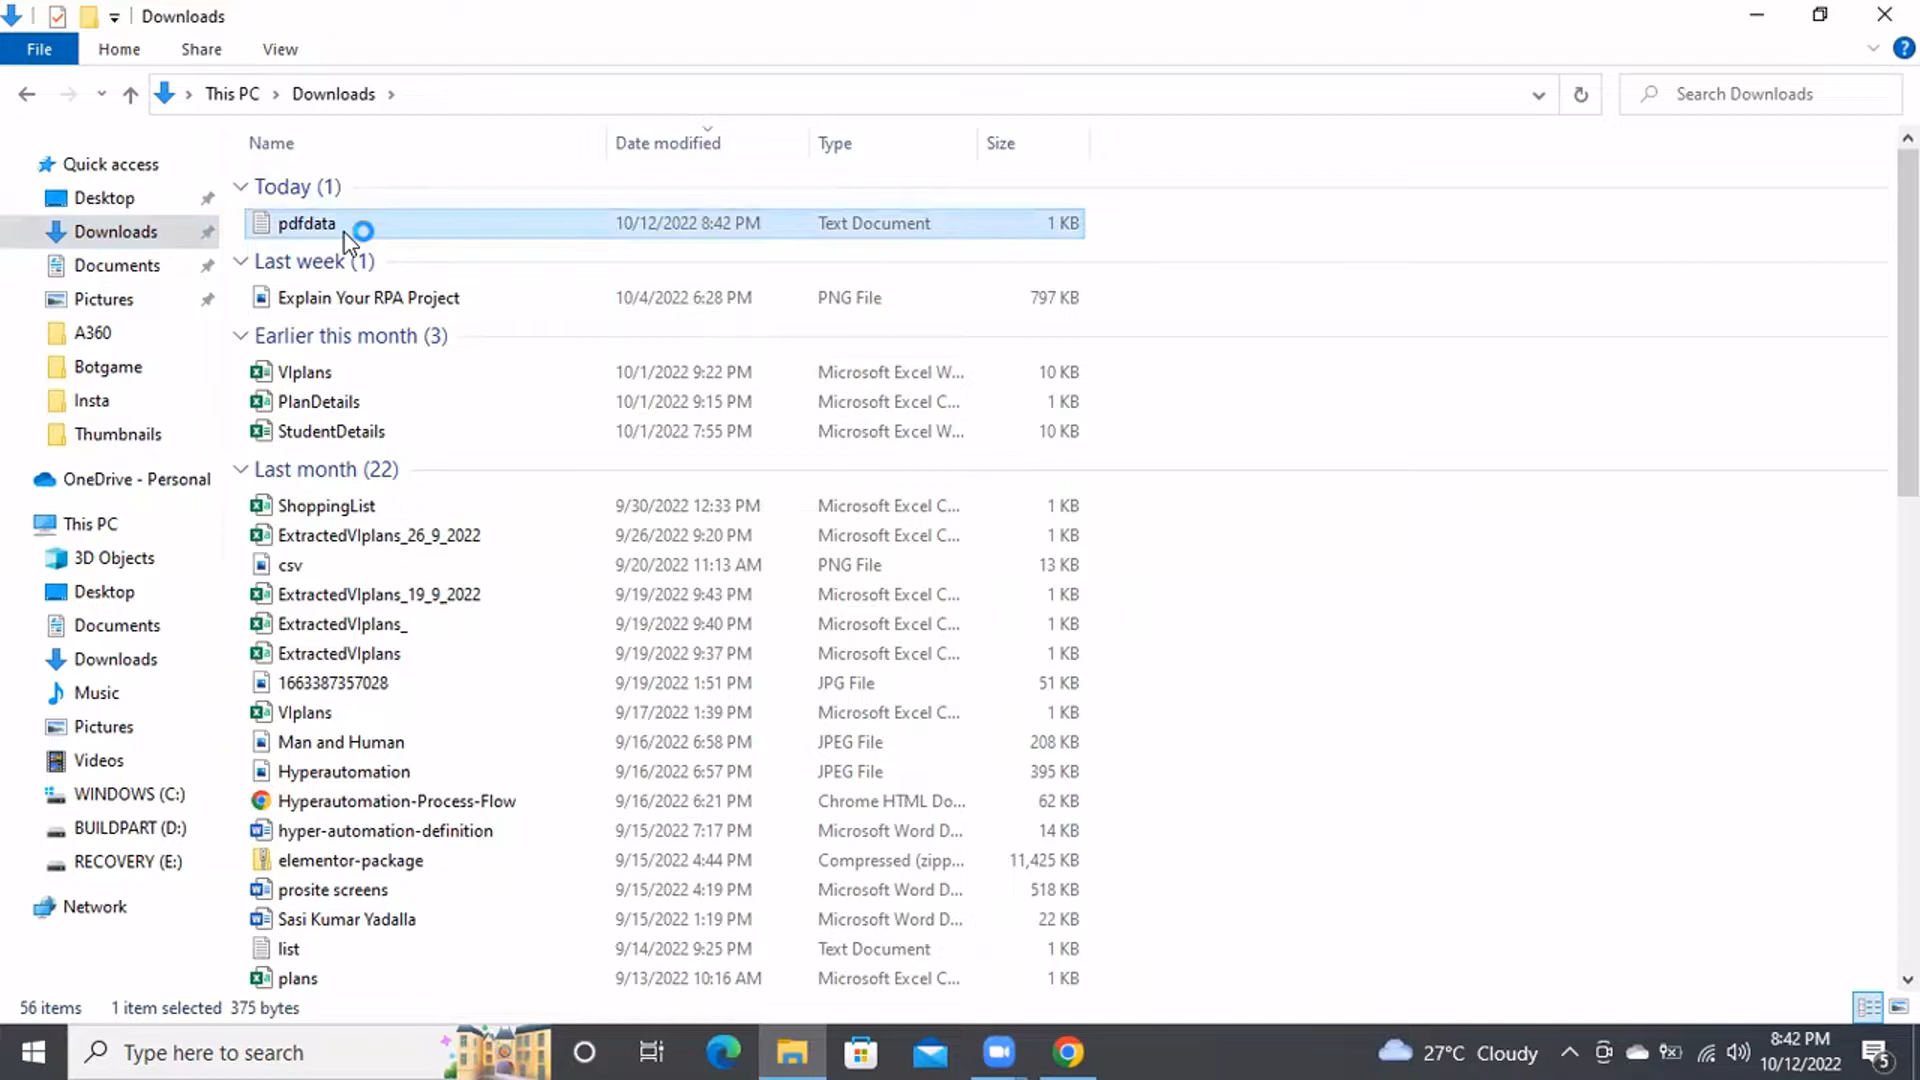 Downloads
File Home Share View
This PC Downloads
Search Downloads
Name Date modified Type Size
Quick access
Desktop
Downloads
Documents
Pictures
A360
Botgame
Insta
Thumbnails
OneDrive - Personal
This PC
3D Objects
Desktop
Documents
Downloads
Music
Pictures
Videos
WINDOWS (C:)
BUILDPART (D:)
RECOVERY (E:)
Network
Today (1)
pdfdata 10/12/2022 8:42 PM Text Document 1 KB
Last week (1)
Explain Your RPA Project 10/4/2022 6:28 PM PNG File 797 KB
Earlier this month (3)
VIplans 10/1/2022 9:22 PM Microsoft Excel W... 10 KB
PlanDetails 10/1/2022 9:15 PM Microsoft Excel C... 1 KB
StudentDetails 10/1/2022 7:55 PM Microsoft Excel W... 10 KB
Last month (22)
ShoppingList 9/30/2022 12:33 PM Microsoft Excel C... 1 KB
ExtractedVIplans_26_9_2022 9/26/2022 9:20 PM Microsoft Excel C... 1 KB
csv 9/20/2022 11:13 AM PNG File 13 KB
ExtractedVIplans_19_9_2022 9/19/2022 9:43 PM Microsoft Excel C... 1 KB
ExtractedVIplans_ 9/19/2022 9:40 PM Microsoft Excel C... 1 KB
ExtractedVIplans 9/19/2022 9:37 PM Microsoft Excel C... 1 KB
1663387357028 9/19/2022 1:51 PM JPG File 51 KB
VIplans 9/17/2022 1:39 PM Microsoft Excel C... 1 KB
Man and Human 9/16/2022 6:58 PM JPEG File 208 KB
Hyperautomation 9/16/2022 6:57 PM JPEG File 395 KB
Hyperautomation-Process-Flow 9/16/2022 6:21 PM Chrome HTML Do... 62 KB
hyper-automation-definition 9/15/2022 7:17 PM Microsoft Word D... 14 KB
elementor-package 9/15/2022 4:44 PM Compressed (zipp... 11,425 KB
prosite screens 9/15/2022 4:19 PM Microsoft Word D... 518 KB
Sasi Kumar Yadalla 9/15/2022 1:19 PM Microsoft Word D... 22 KB
list 9/14/2022 9:25 PM Text Document 1 KB
plans 9/13/2022 10:16 AM Microsoft Excel C... 1 KB
56 items 1 item selected 375 bytes
Type here to search
27°C Cloudy
8:42 PM
10/12/2022
5